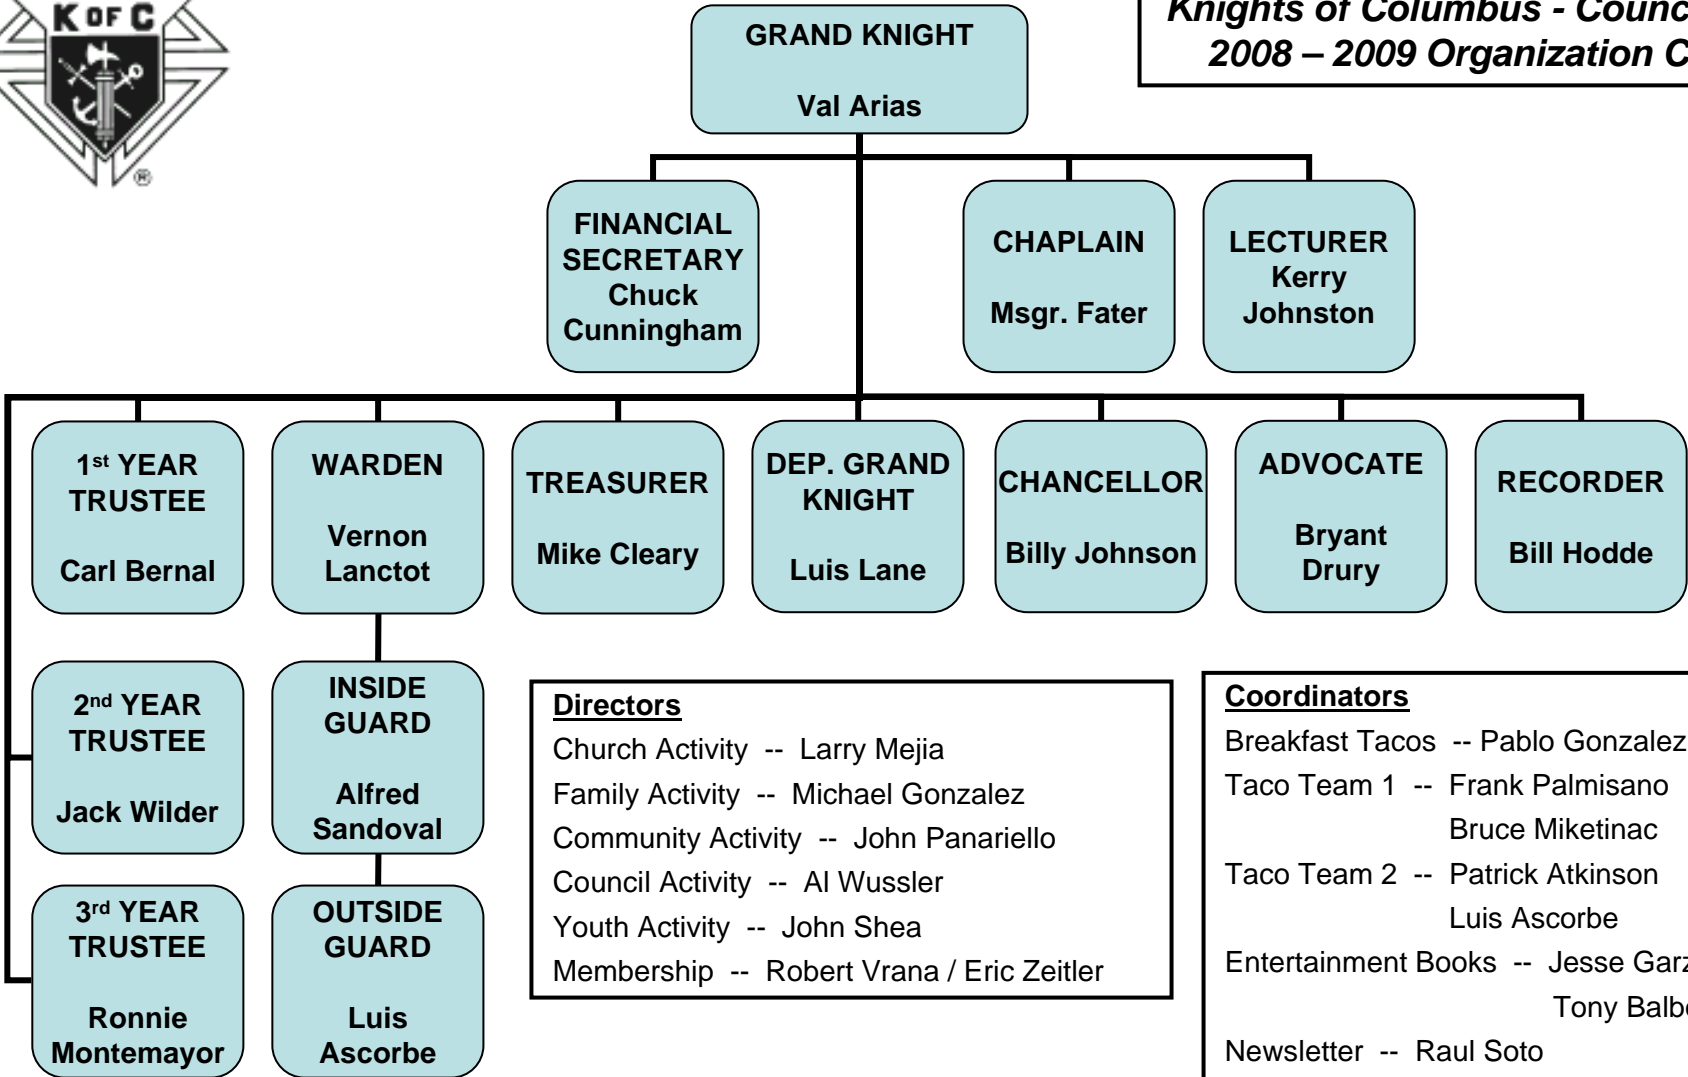 K OF C
®
Knights of Columbus - Counc
2008 – 2009 Organization C
GRAND KNIGHT
Val Arias
FINANCIAL
SECRETARY
Chuck
Cunningham
CHAPLAIN
Msgr. Fater
LECTURER
Kerry
Johnston
1st YEAR
TRUSTEE
Carl Bernal
WARDEN
Vernon
Lanctot
TREASURER
Mike Cleary
DEP. GRAND
KNIGHT
Luis Lane
CHANCELLOR
Billy Johnson
ADVOCATE
Bryant
Drury
RECORDER
Bill Hodde
2nd YEAR
TRUSTEE
Jack Wilder
INSIDE
GUARD
Alfred
Sandoval
3rd YEAR
TRUSTEE
Ronnie
Montemayor
OUTSIDE
GUARD
Luis
Ascorbe
Directors
Church Activity -- Larry Mejia
Family Activity -- Michael Gonzalez
Community Activity -- John Panariello
Council Activity -- Al Wussler
Youth Activity -- John Shea
Membership -- Robert Vrana / Eric Zeitler
Coordinators
Breakfast Tacos -- Pablo Gonzalez
Taco Team 1 -- Frank Palmisano
Bruce Miketinac
Taco Team 2 -- Patrick Atkinson
Luis Ascorbe
Entertainment Books -- Jesse Garz
Tony Balb
Newsletter -- Raul Soto